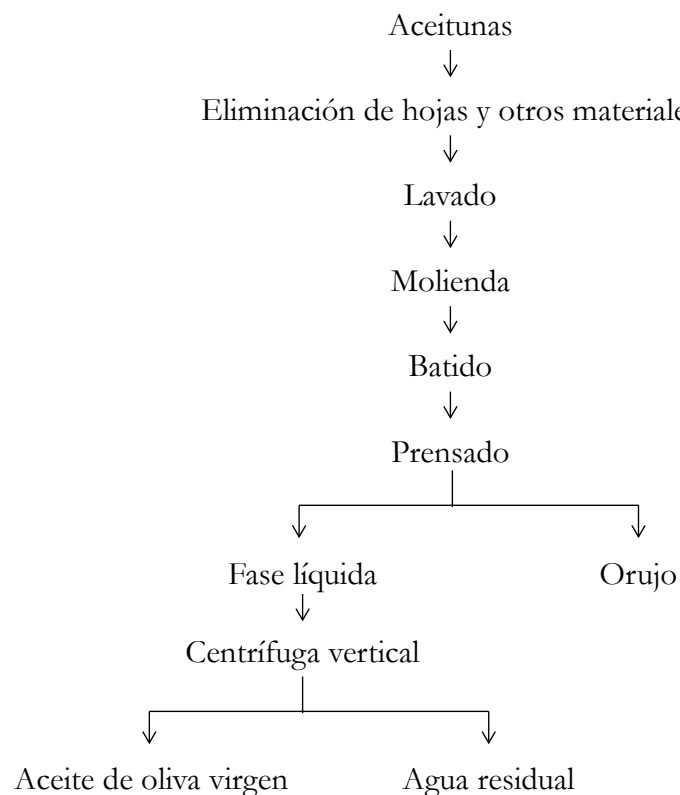 Aceitunas
Eliminación de hojas y otros materiale
Lavado
Molienda
Batido
Prensado
Fase líquida Orujo
Centrífuga vertical
Aceite de oliva virgen Agua residual